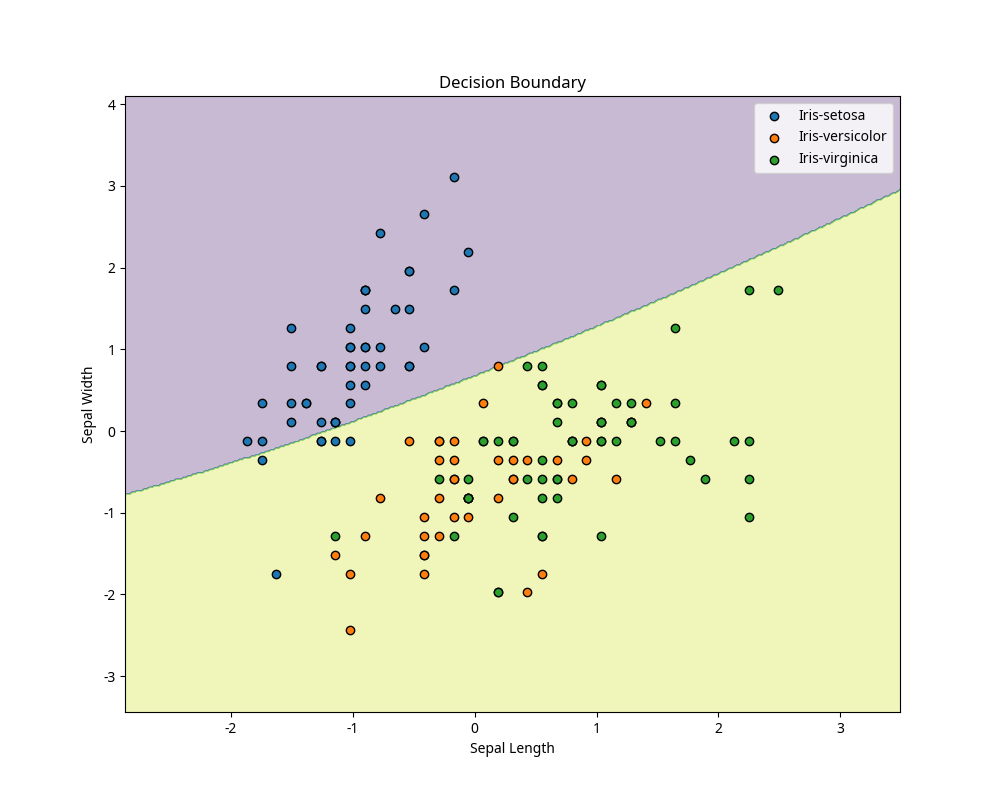 Decision Boundary
Iris-setosa
Iris-versicolor
Iris-virginica
4
3
2
1
0
-1
-2
-3
Sepal Width
-2
-1
0
1
2
3
Sepal Length